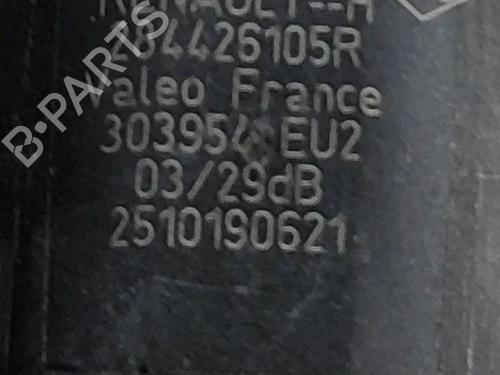 RENAULT--H
284426105R
Valeo France
303954 EU2
03/29dB
2510190621
B-PARTS